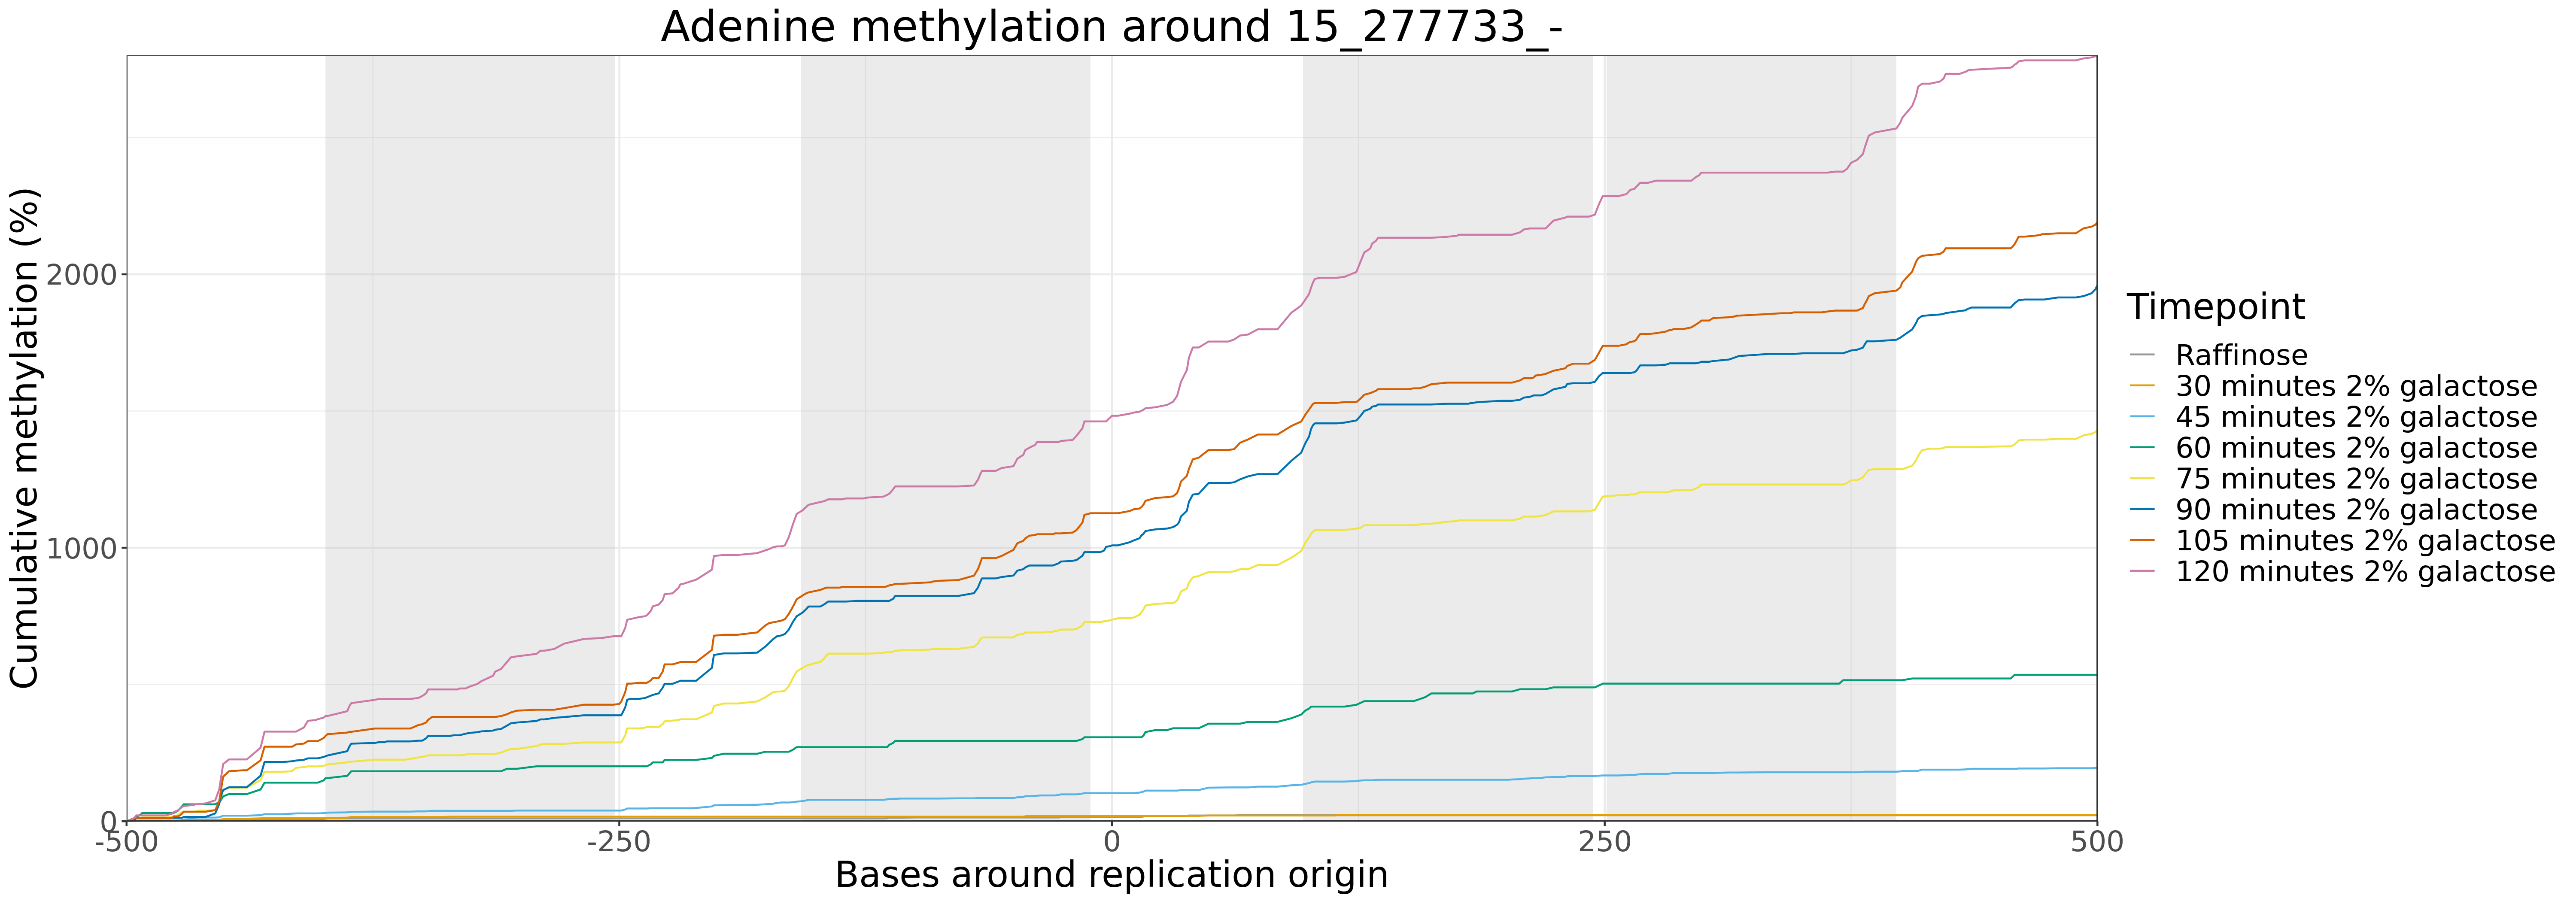 Adenine methylation around 15_277733_-
Cumulative methylation (%)
2000
1000
0
-500
-250
0
250
500
Bases around replication origin
Timepoint
Raffinose
30 minutes 2% galactose
45 minutes 2% galactose
60 minutes 2% galactose
75 minutes 2% galactose
90 minutes 2% galactose
105 minutes 2% galactose
120 minutes 2% galactose